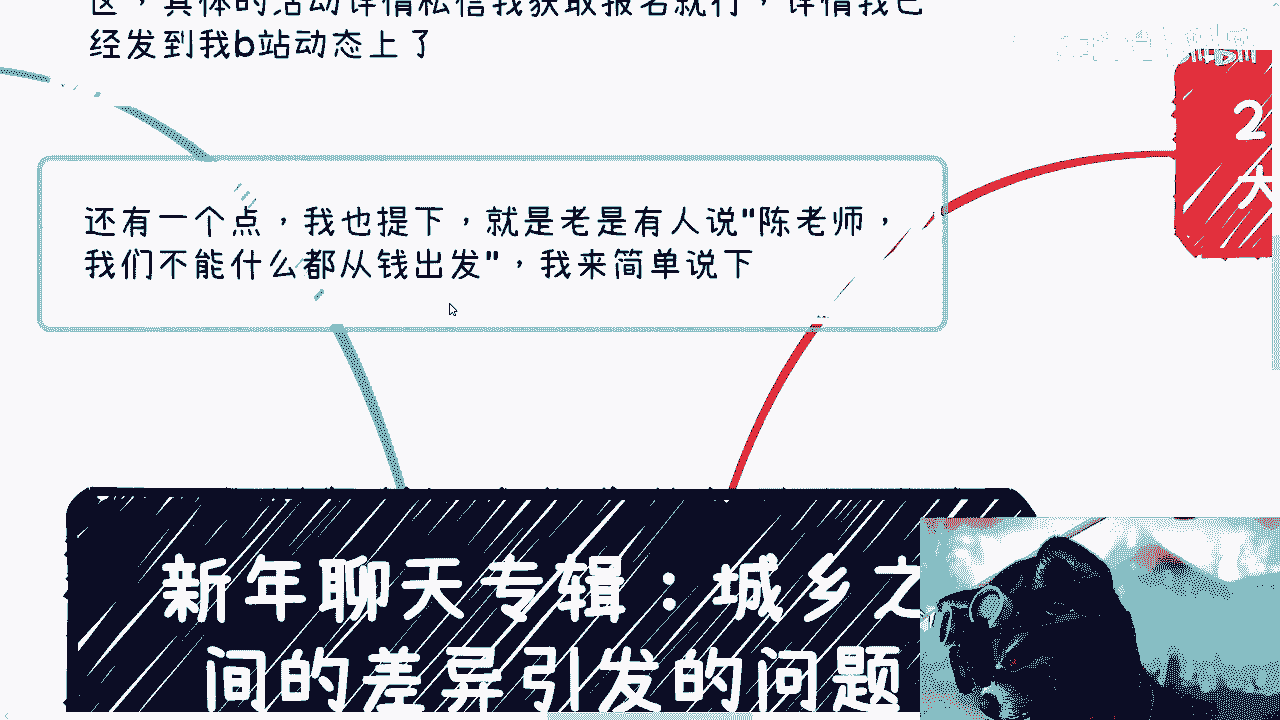 区，具体的活动详情私信我获取报名就行，详情我已
经发到我b站动态上了
2
大
还有一个点，我也提下，就是老是有人说"陈老师，
我们不能什么都从钱出发"，我来简单说下
新年聊天专辑：城乡之
间的差异引发的问题